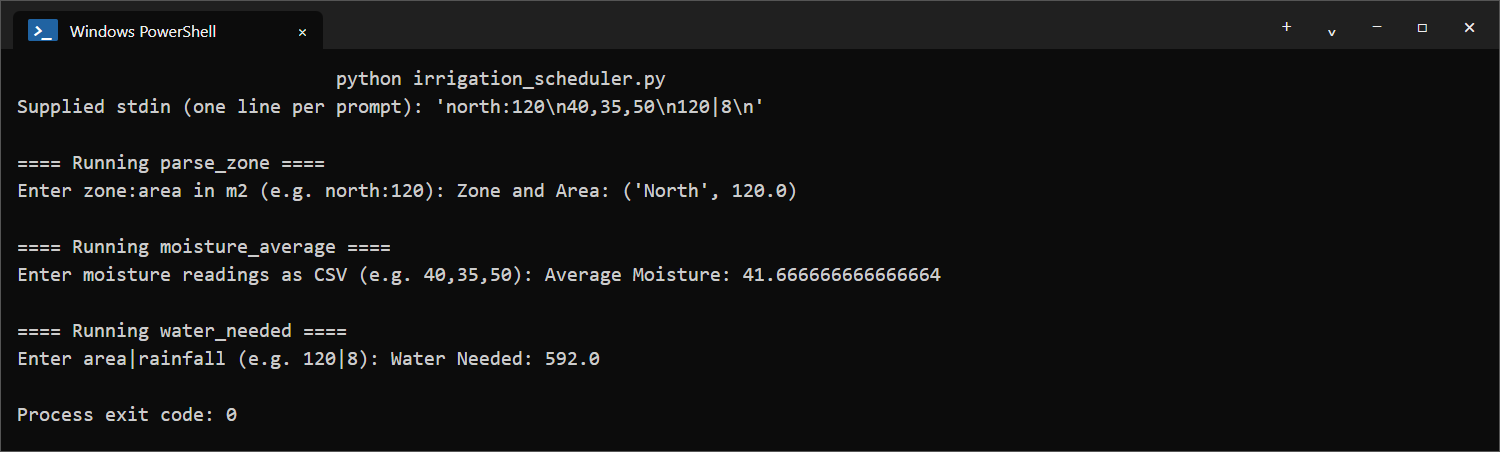 Windows PowerShell
python irrigation_scheduler.py
Supplied stdin (one line per prompt): 'north:120\n40,35,50\n120|8\n'
==== Running parse_zone ====
Enter zone:area in m2 (e.g. north:120): Zone and Area: ('North', 120.0)
==== Running moisture_average ====
Enter moisture readings as CSV (e.g. 40,35,50): Average Moisture: 41.666666666666664
==== Running water_needed ====
Enter area|rainfall (e.g. 120|8): Water Needed: 592.0
Process exit code: 0